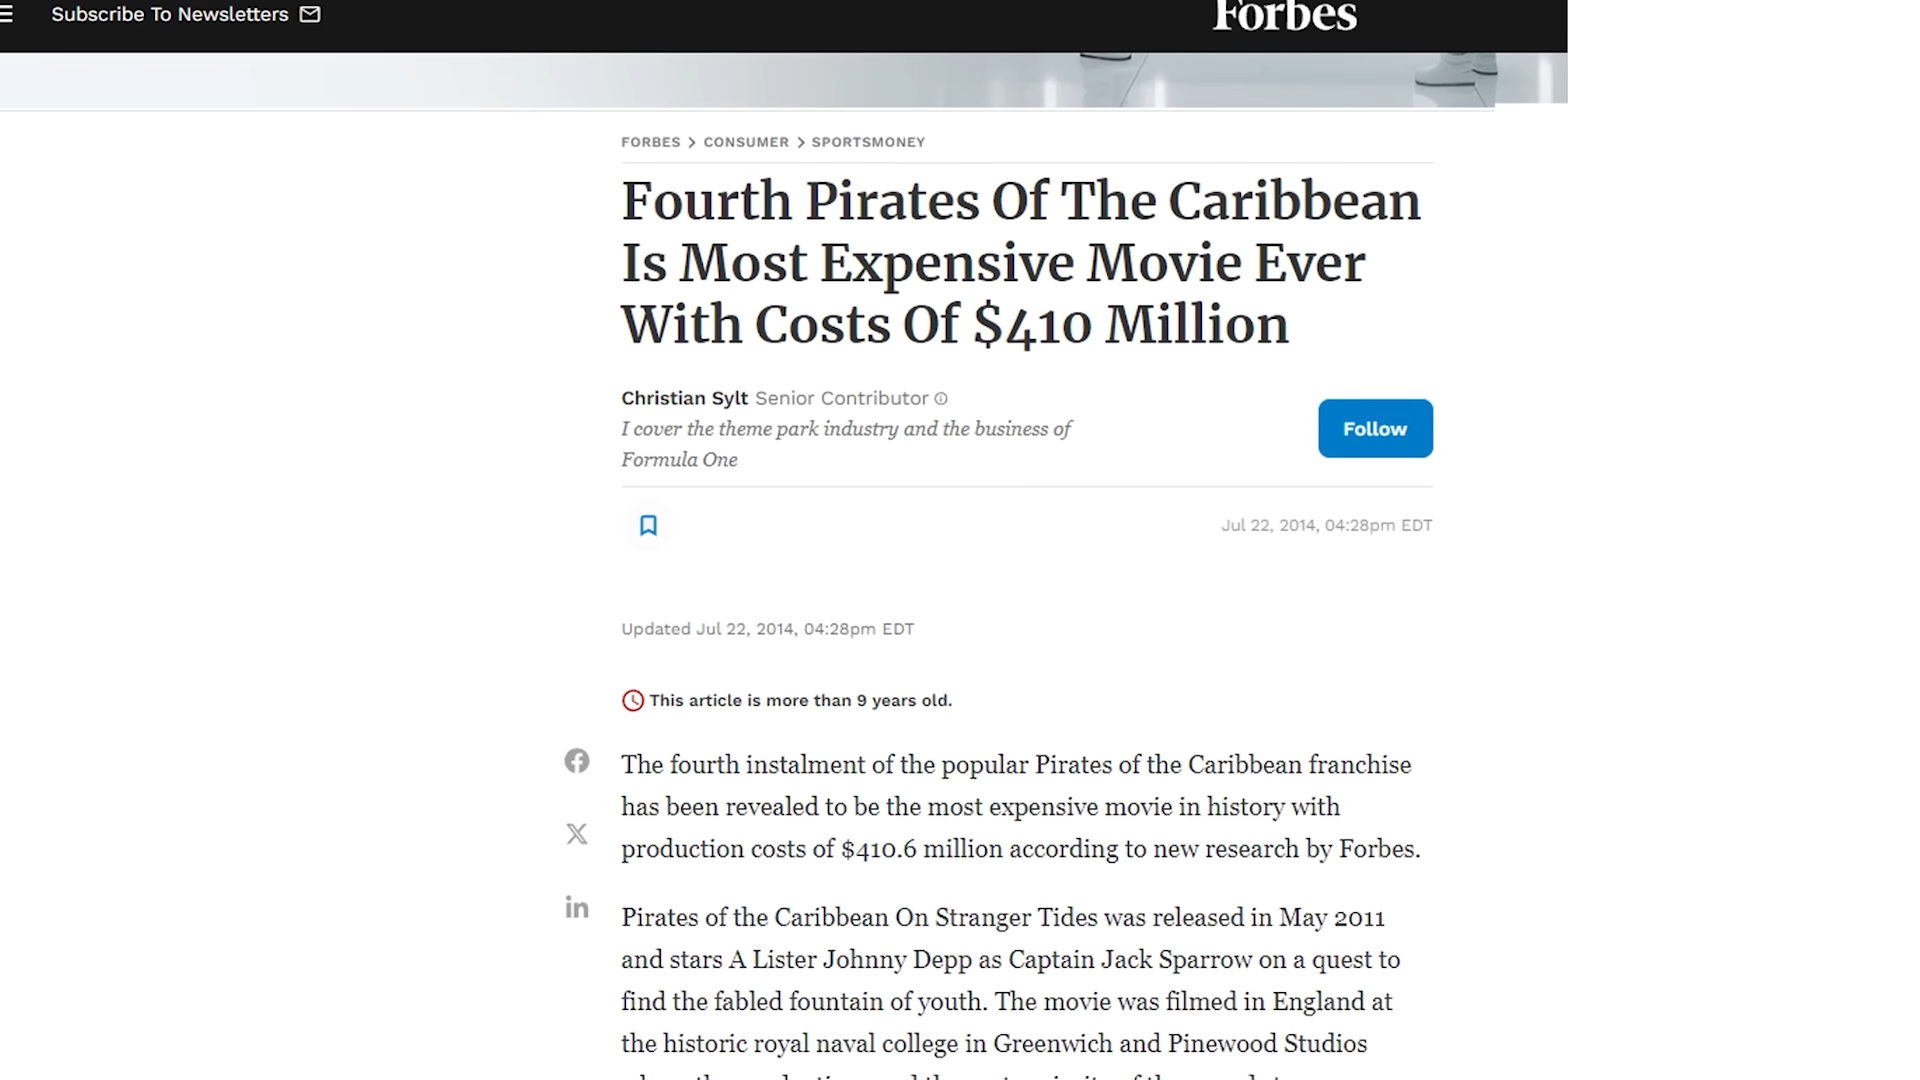 Subscribe To Newsletters
Forbes
FORBES > CONSUMER > SPORTSMONEY
Fourth Pirates Of The Caribbean
Is Most Expensive Movie Ever
With Costs Of $410 Million
Christian Sylt Senior Contributor
I cover the theme park industry and the business of
Formula One
Follow
Jul 22, 2014, 04:28pm EDT
Updated Jul 22, 2014, 04:28pm EDT
This article is more than 9 years old.
The fourth instalment of the popular Pirates of the Caribbean franchise
has been revealed to be the most expensive movie in history with
production costs of $410.6 million according to new research by Forbes.
Pirates of the Caribbean On Stranger Tides was released in May 2011
and stars A Lister Johnny Depp as Captain Jack Sparrow on a quest to
find the fabled fountain of youth. The movie was filmed in England at
the historic royal naval college in Greenwich and Pinewood Studios